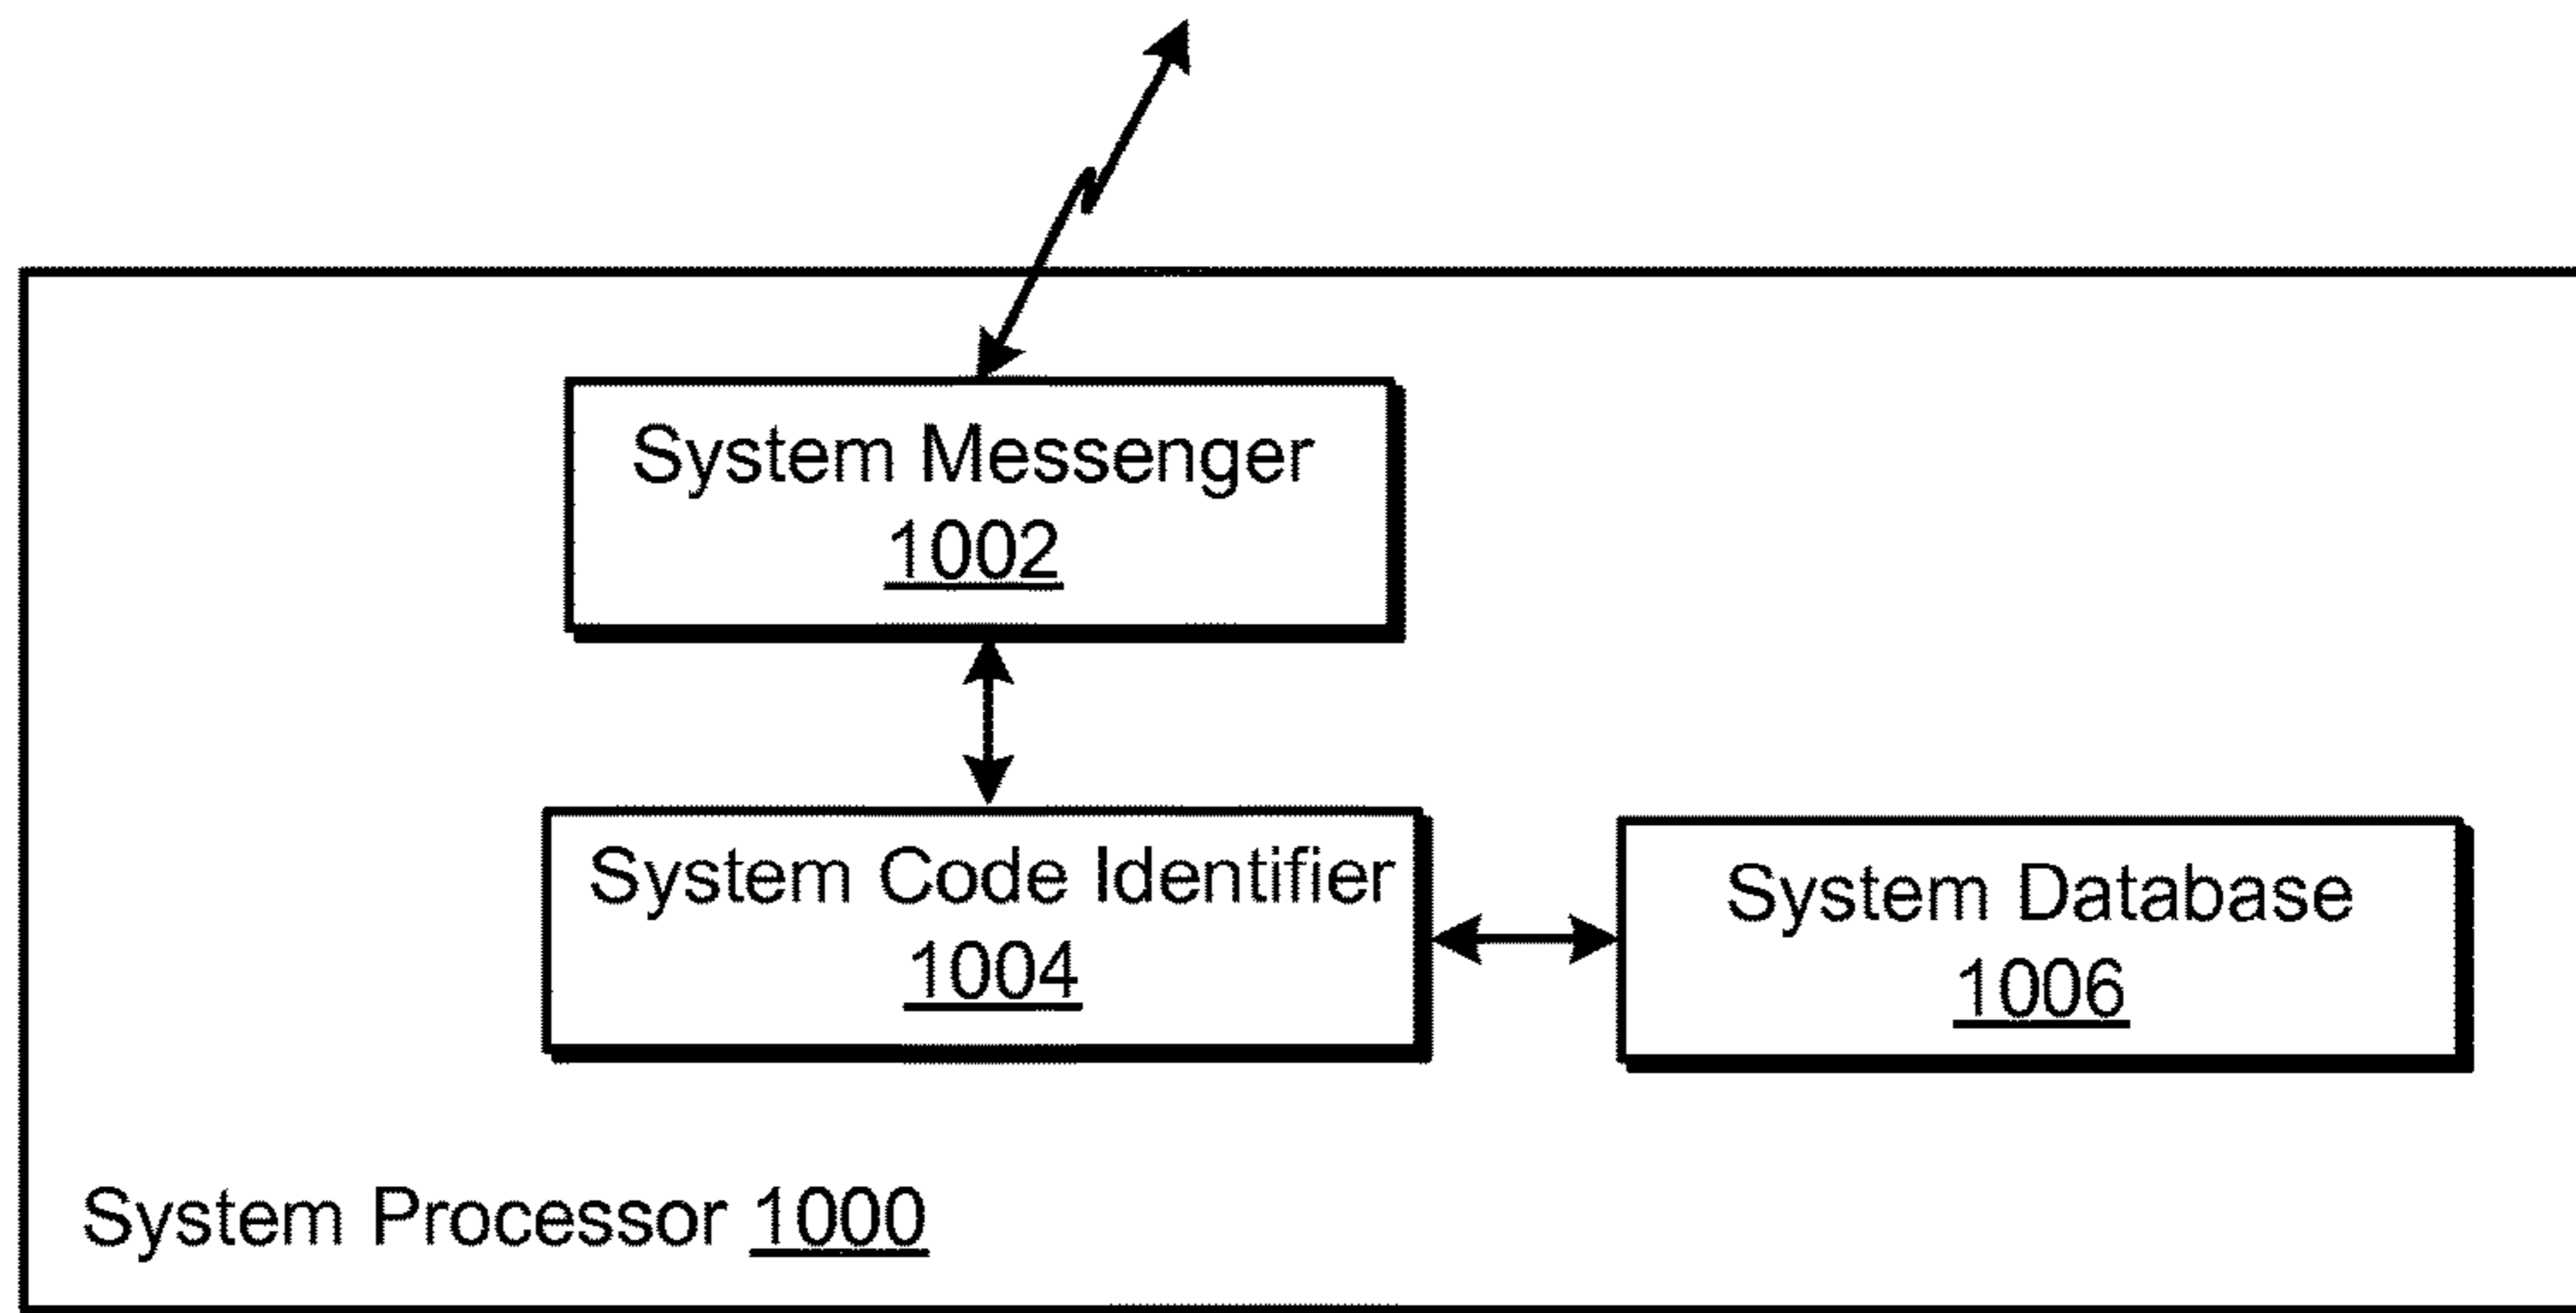 System Messenger
1002
System Code Identifier
1004
System Database
1006
System Processor 1000